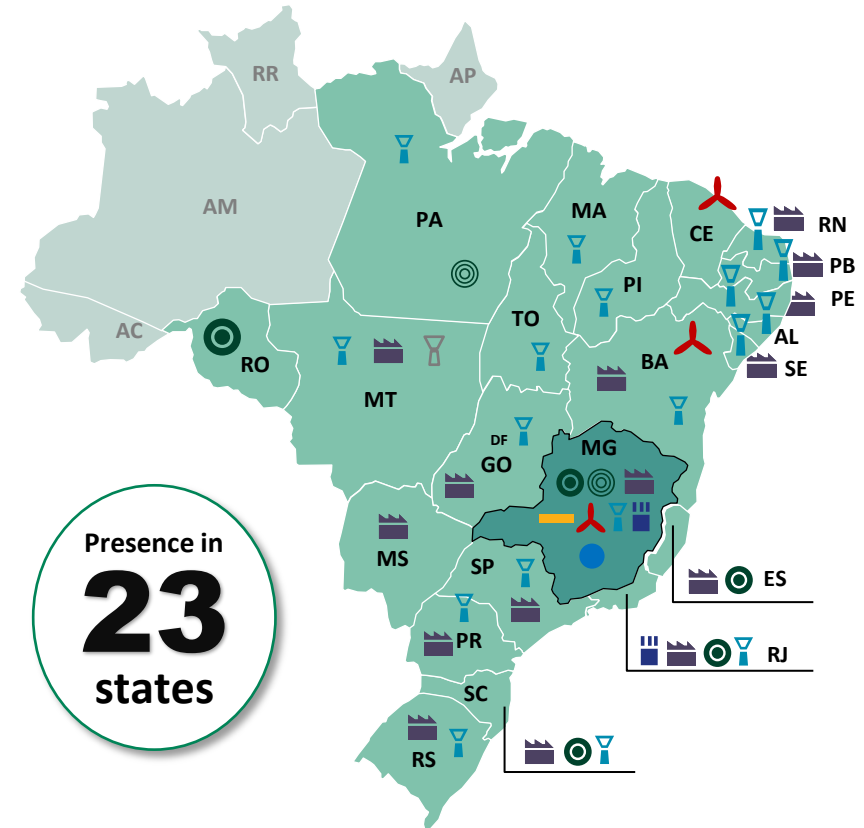 RR
AP
AM
PA
MA
CE
RN
PB
PE
PI
TO
AC
RO
AL
BA
SE
MT
DF
GO
MG
MS
SP
ES
PR
RJ
SC
RS
Presence in
23
states